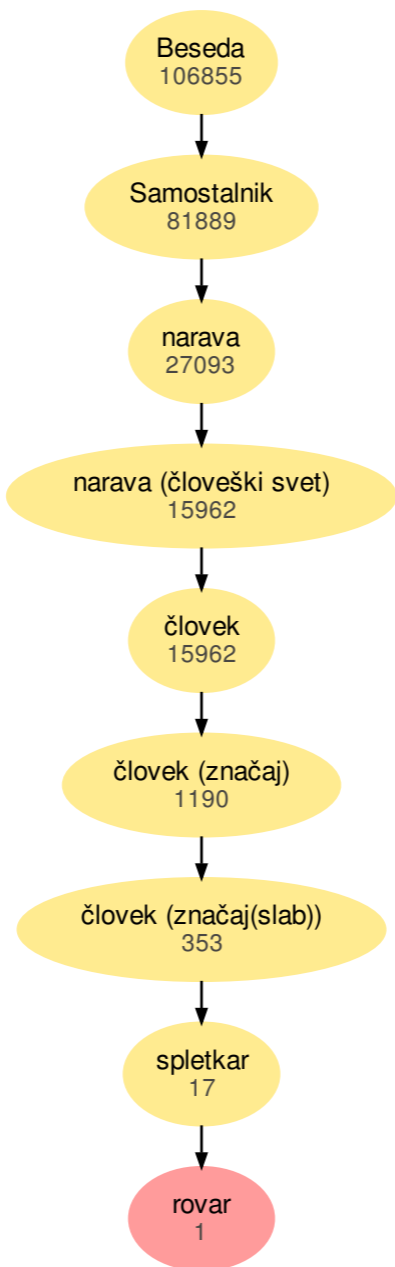 Beseda
106855
Samostalnik
81889
narava
27093
narava (človeški svet)
15962
človek
15962
človek (značaj)
1190
človek (značaj(slab))
353
spletkar
17
rovar
1